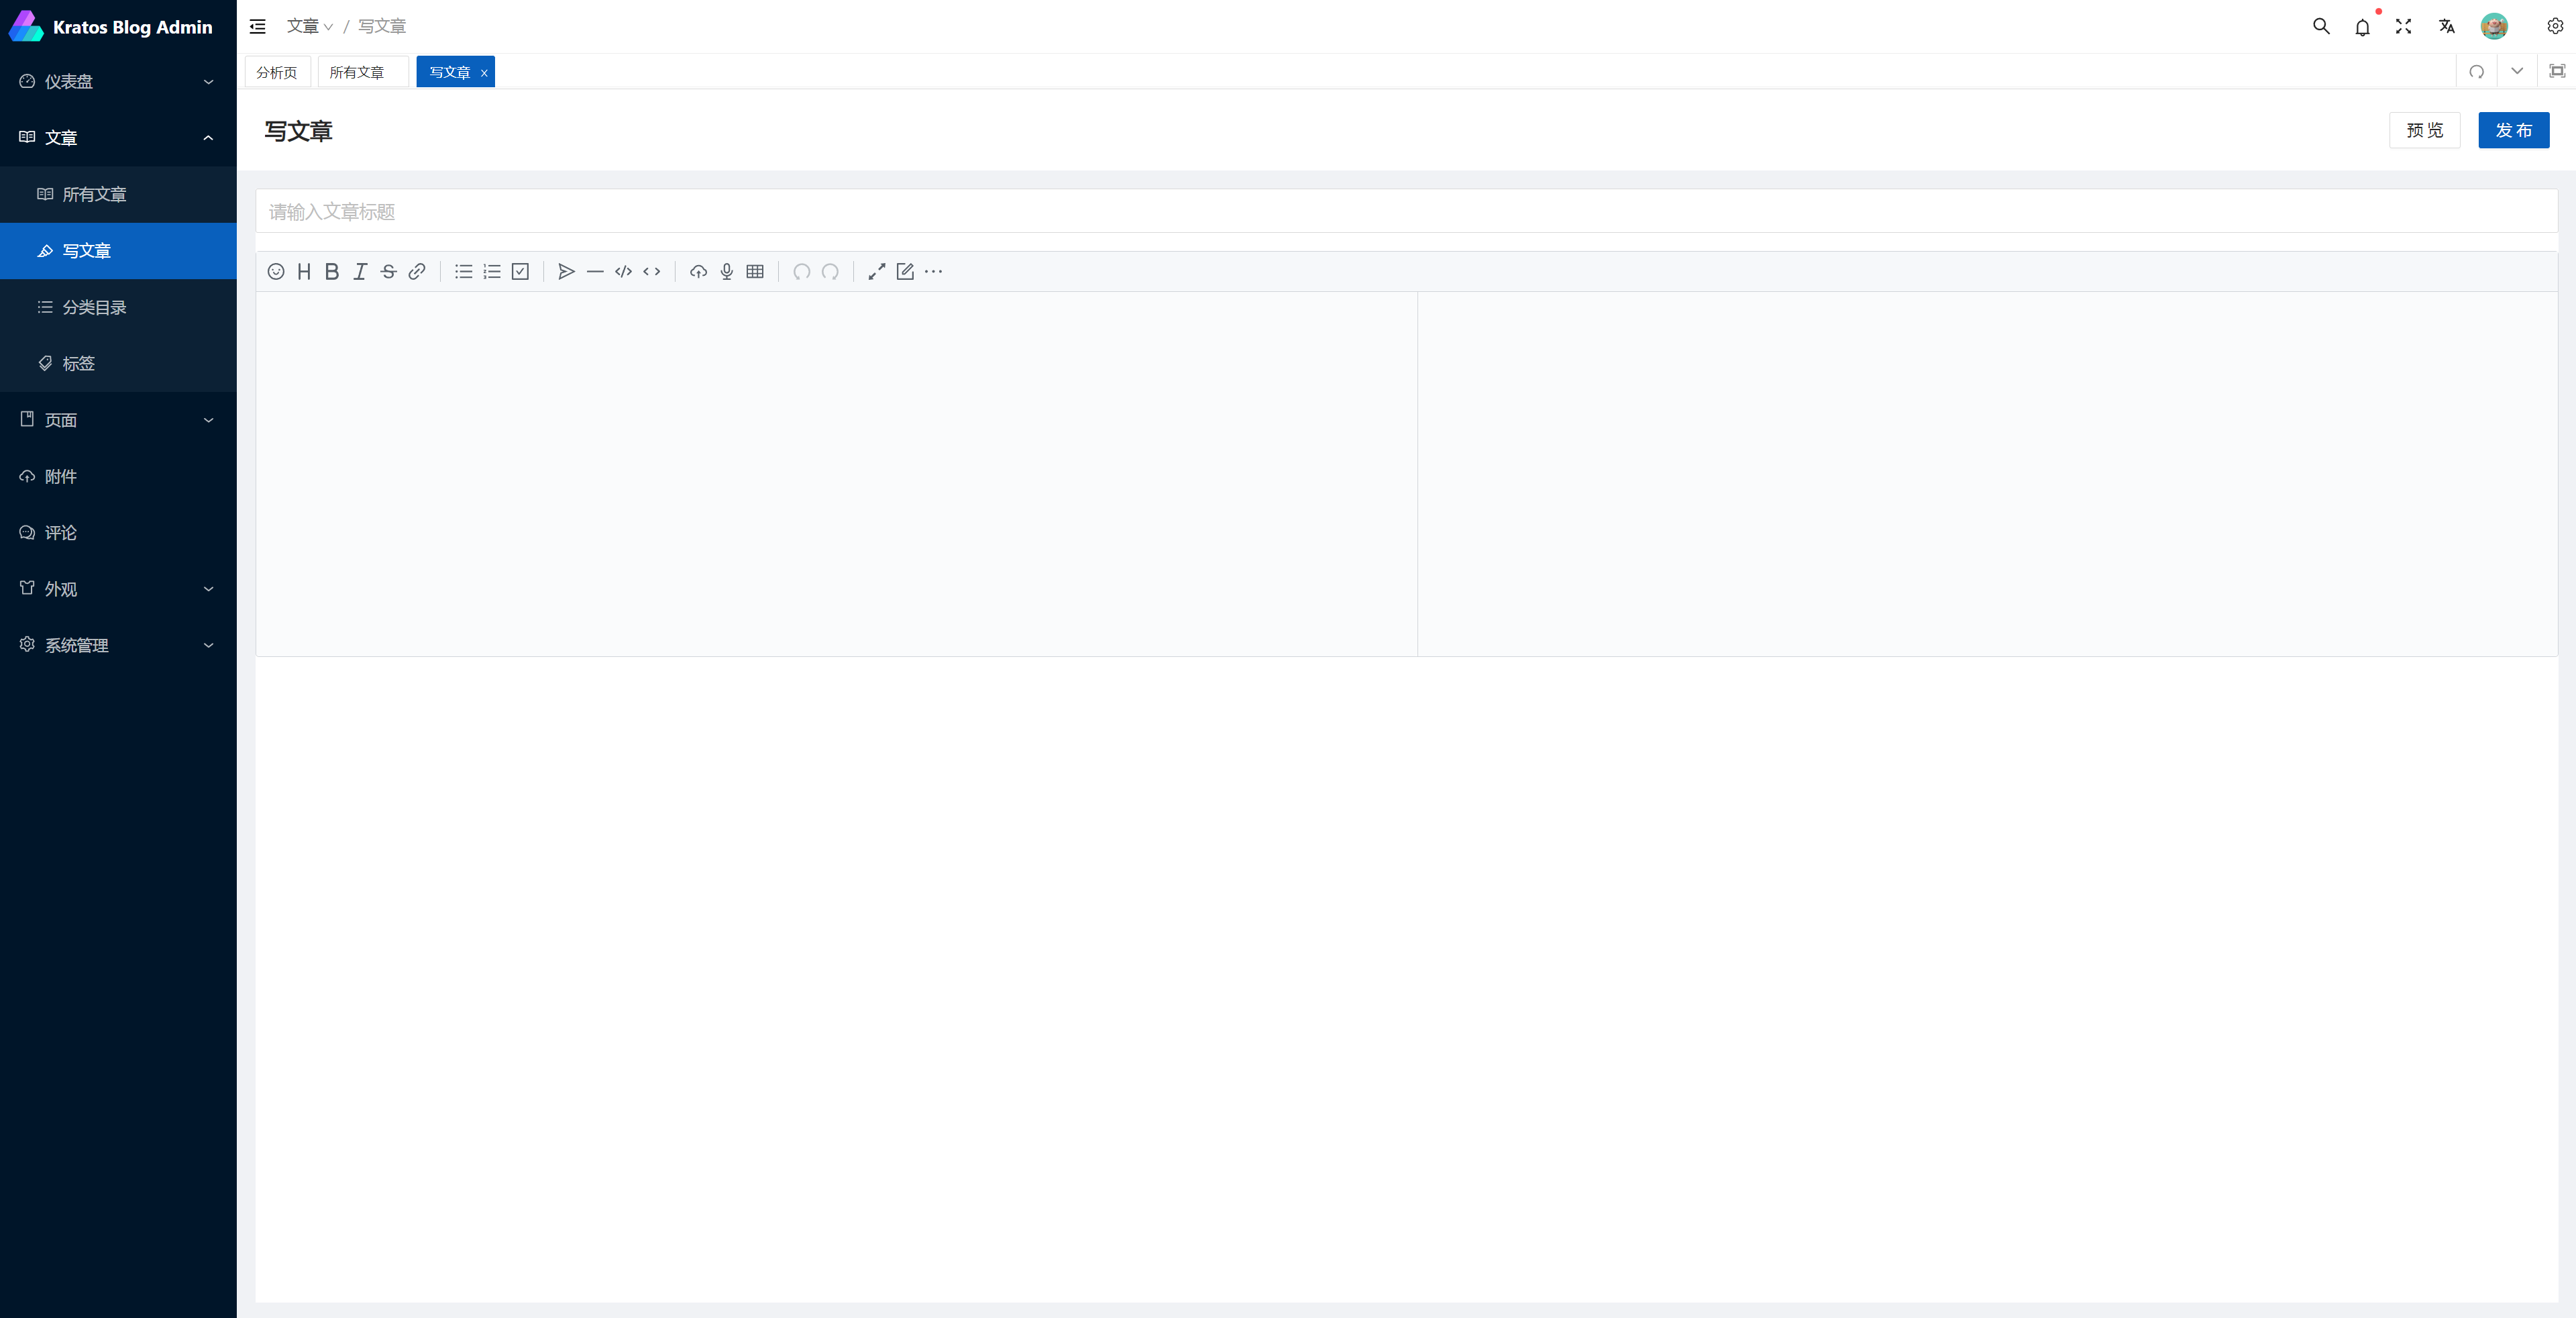 Kratos Blog Admin
仪表盘
文章
所有文章
写文章
分类目录
标签
页面
附件
评论
外观
系统管理
文章 / 写文章
分析页 所有文章 写文章
写文章
预 览 发 布
请输入文章标题